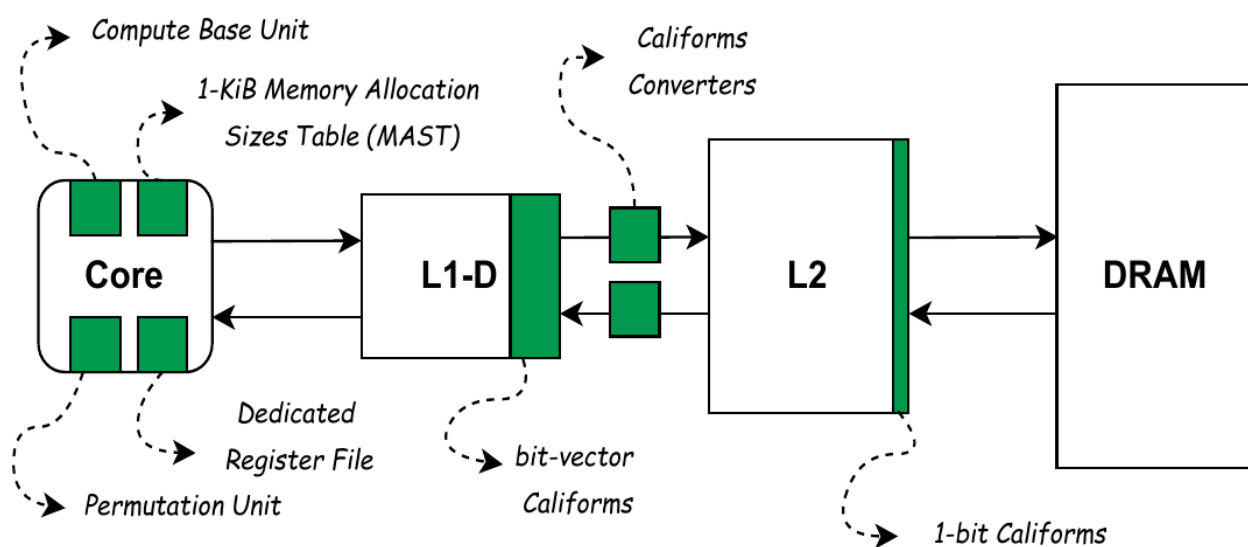 Compute Base Unit
1-KiB Memory Allocation
Sizes Table (MAST)
Califorms
Converters
Core
L1-D
L2
DRAM
Dedicated
Register File
Permutation Unit
bit-vector
Califorms
1-bit Califorms